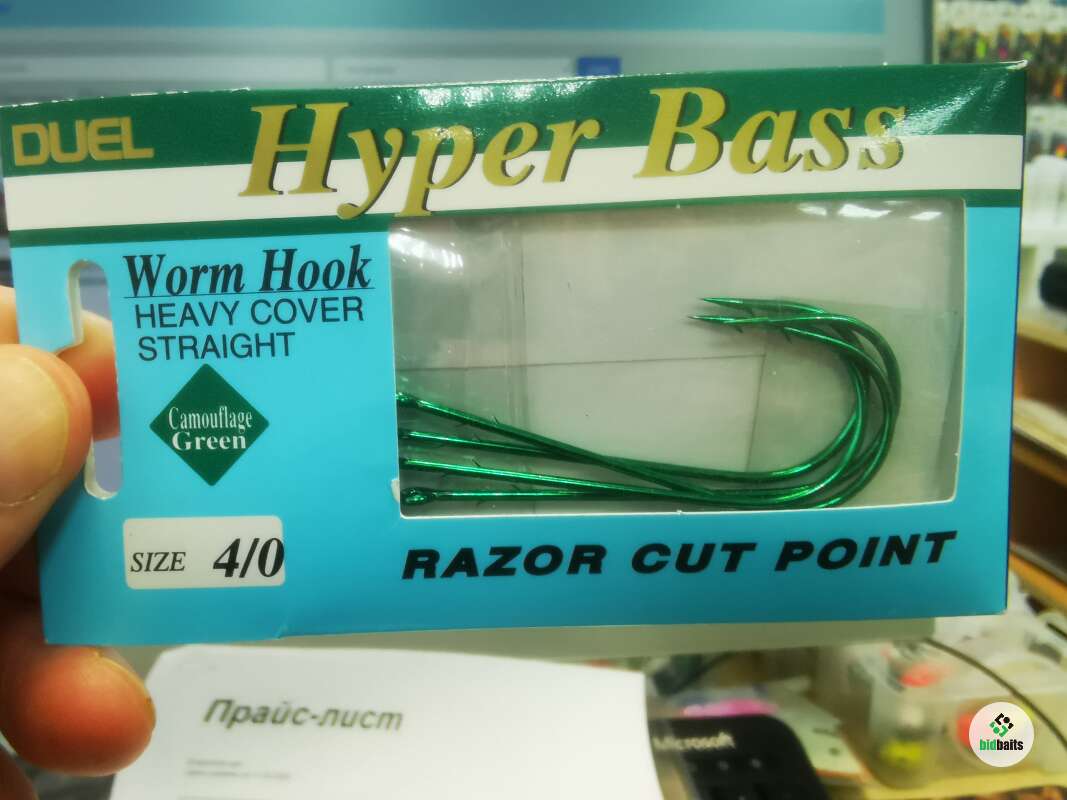 DUEL
Hyper Bass
Worm Hook
HEAVY COVER
STRAIGHT
Camouflage
Green
SIZE 4/0
RAZOR CUT POINT
Прайс-лист
Microsoft
bidbaits